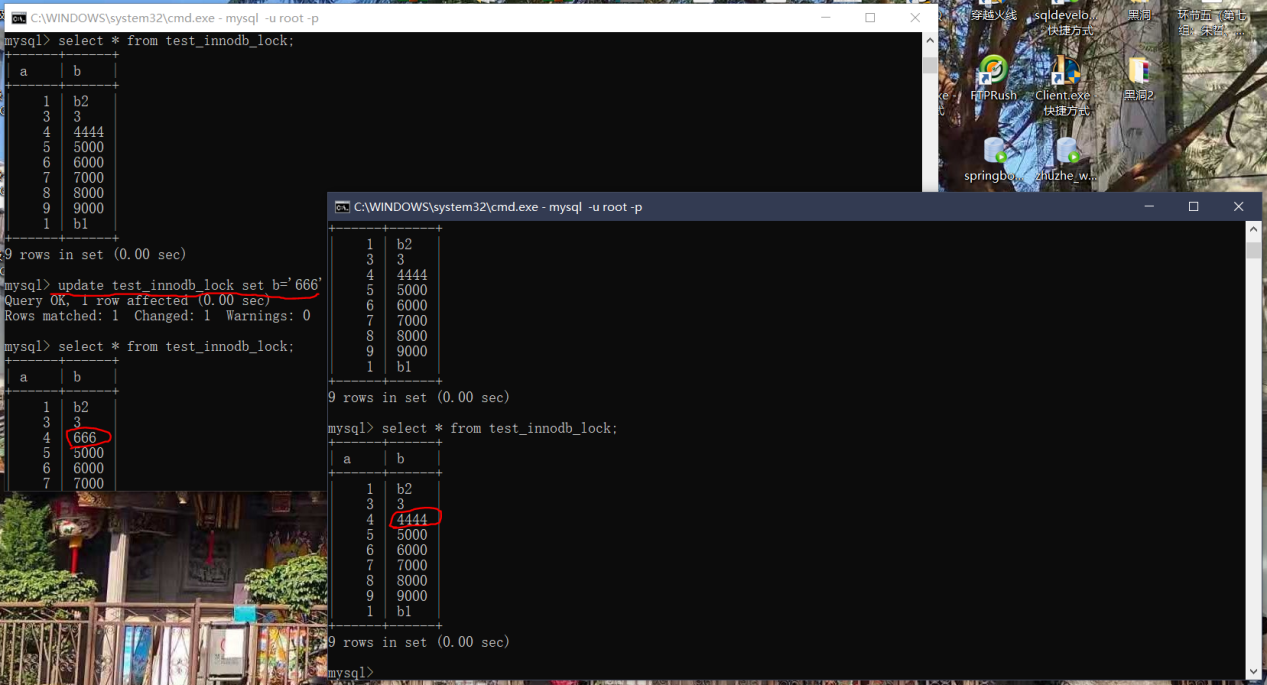 C:\WINDOWS\system32\cmd.exe - mysql -u root -p
mysql> select * from test_innodb_lock;
a b
1 b2
3 3
4 4444
5 5000
6 6000
7 7000
8 8000
9 9000
1 b1
9 rows in set (0.00 sec)
mysql> update test_innodb_lock set b='666'
Query OK, 1 row affected (0.00 sec)
Rows matched: 1 Changed: 1 Warnings: 0
mysql> select * from test_innodb_lock;
a b
1 b2
3 3
4 666
5 5000
6 6000
7 7000
C:\WINDOWS\system32\cmd.exe - mysql -u root -p
1 b2
3 3
4 4444
5 5000
6 6000
7 7000
8 8000
9 9000
1 b1
9 rows in set (0.00 sec)
mysql> select * from test_innodb_lock;
a b
1 b2
3 3
4 4444
5 5000
6 6000
7 7000
8 8000
9 9000
1 b1
9 rows in set (0.00 sec)
mysql>
穿越火线
sqldevelo...
快捷方式
黑洞
环节五（第七
FTPRush
Client.exe
快捷方式
黑洞2
springbo...
zhuzhe_w...